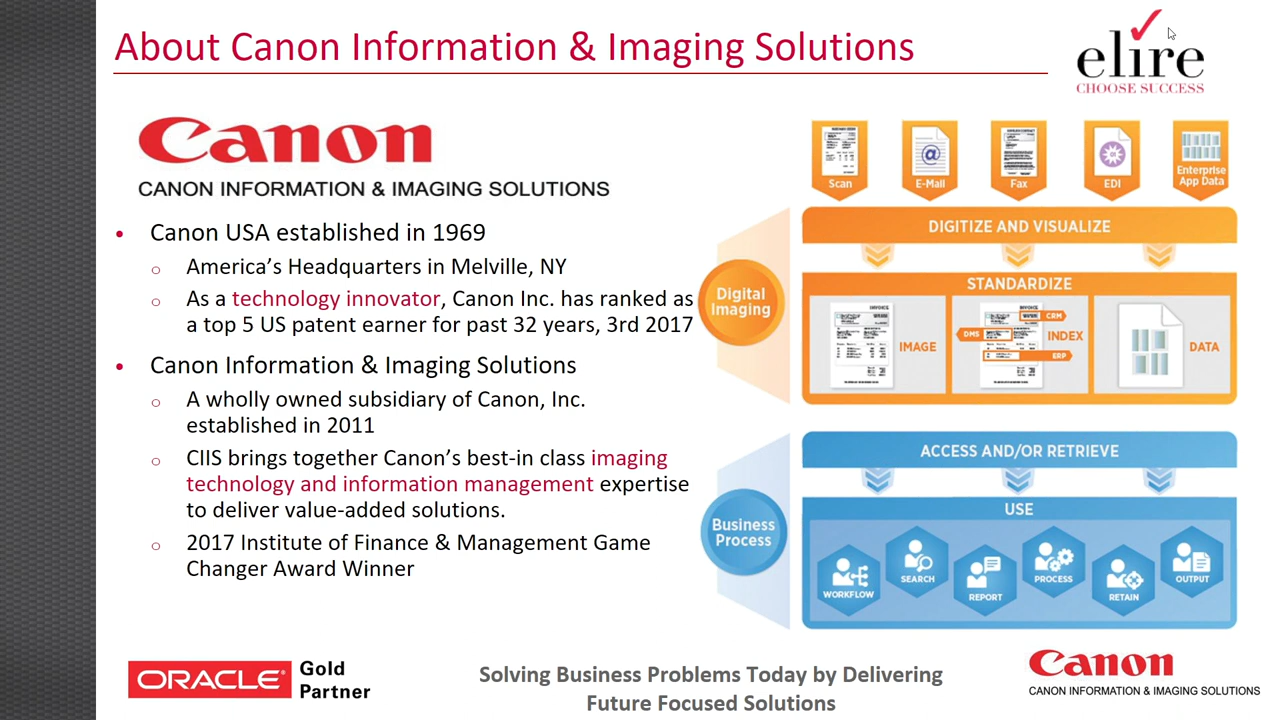 About Canon Information & Imaging Solutions
elire
CHOOSE SUCCESS
Canon
CANON INFORMATION & IMAGING SOLUTIONS
• Canon USA established in 1969
o America's Headquarters in Melville, NY
o As a technology innovator, Canon Inc. has ranked as
a top 5 US patent earner for past 32 years, 3rd 2017
• Canon Information & Imaging Solutions
o A wholly owned subsidiary of Canon, Inc.
established in 2011
o CIIS brings together Canon's best-in class imaging
technology and information management expertise
to deliver value-added solutions.
o 2017 Institute of Finance & Management Game
Changer Award Winner
Scan
E-Mail
@
Fax
EDI
Enterprise
App Data
DIGITIZE AND VISUALIZE
Digital
Imaging
STANDARDIZE
INVOICE
IMAGE
INVOICE
CRM
DMS
INDEX
ERP
DATA
ACCESS AND/OR RETRIEVE
Business
Process
USE
WORKFLOW
SEARCH
REPORT
PROCESS
RETAIN
OUTPUT
ORACLE®
Gold
Partner
Solving Business Problems Today by Delivering
Future Focused Solutions
Canon
CANON INFORMATION & IMAGING SOLUTIONS